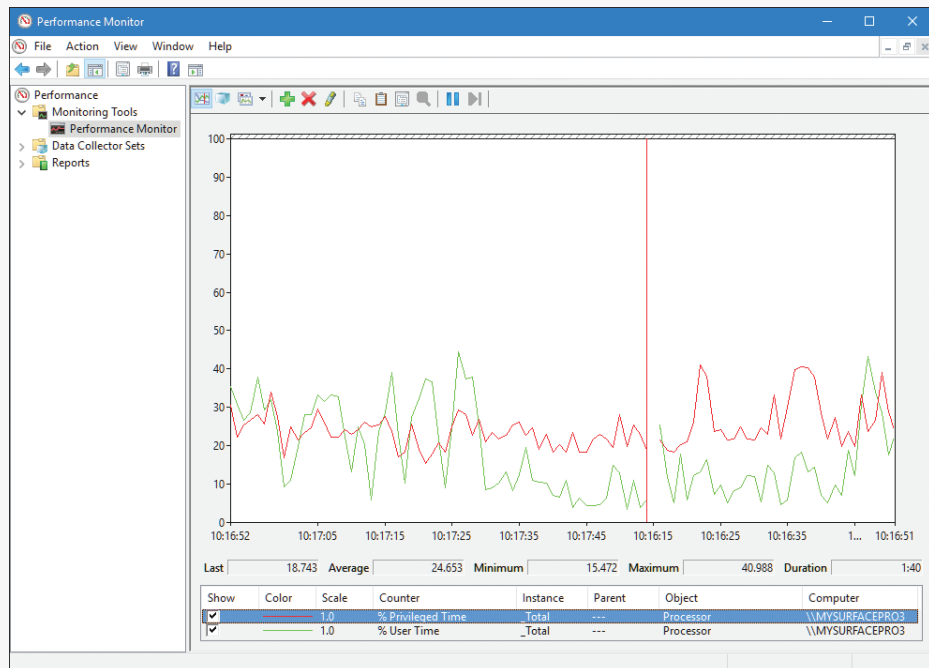 Performance Monitor
File Action View Window Help
Performance
Monitoring Tools
Performance Monitor
Data Collector Sets
Reports
100
90
80
70
60
50
40
30
20
10
0
10:16:52 10:17:05 10:17:15 10:17:25 10:17:35 10:17:45 10:16:15 10:16:25 10:16:35 1... 10:16:51
Last 18.743 Average 24.653 Minimum 15.472 Maximum 40.988 Duration 1:40
Show Color Scale Counter Instance Parent Object Computer
1.0 % Privileged Time _Total --- Processor \\MYSURFACEPRO3
1.0 % User Time _Total --- Processor \\MYSURFACEPRO3